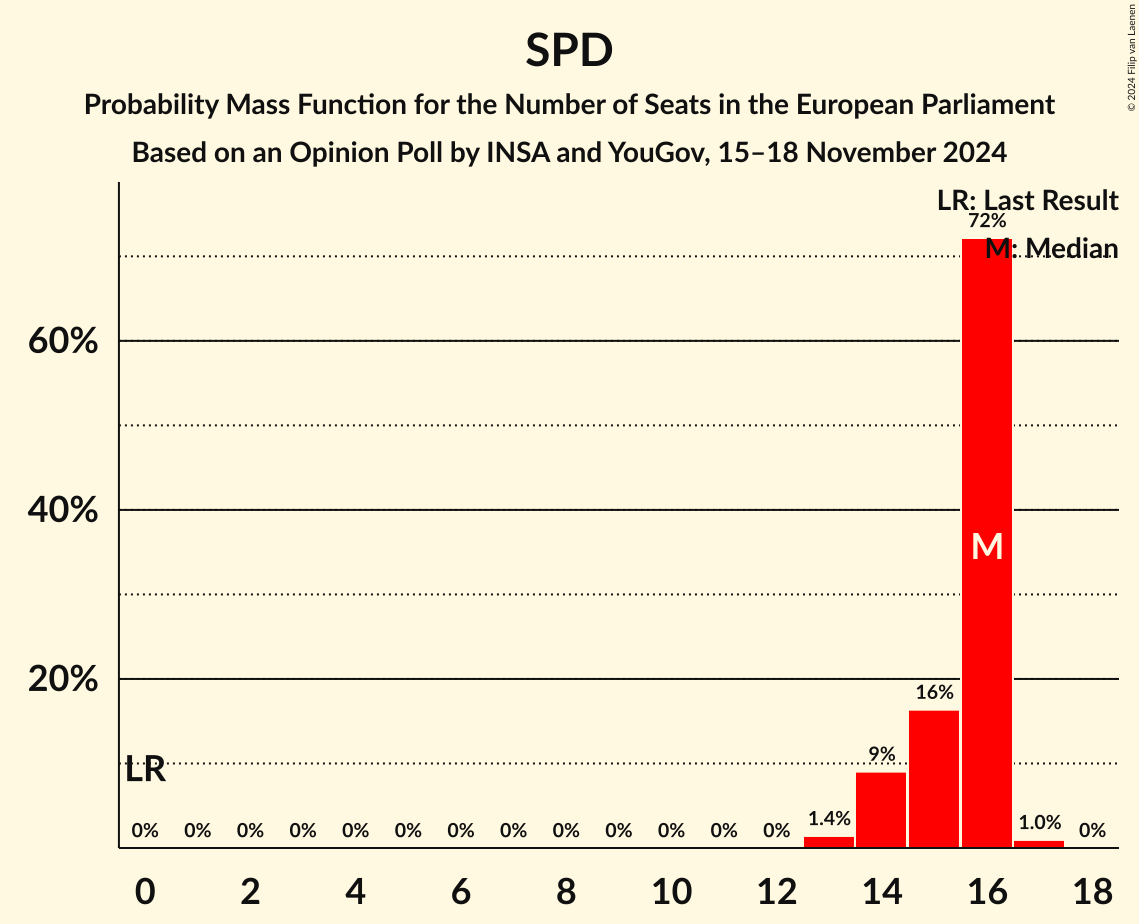 © 2024 Filip van Laenen
SPD
Probability Mass Function for the Number of Seats in the European Parliament
Based on an Opinion Poll by INSA and YouGov, 15–18 November 2024
LR: Last Result
M: Median
72%
60%
40%
M
20%
16%
9%
LR
0% 0% 0% 0% 0% 0% 0% 0% 0% 0% 0% 0% 0% 1.4% 1.0% 0%
0 2 4 6 8 10 12 14 16 18